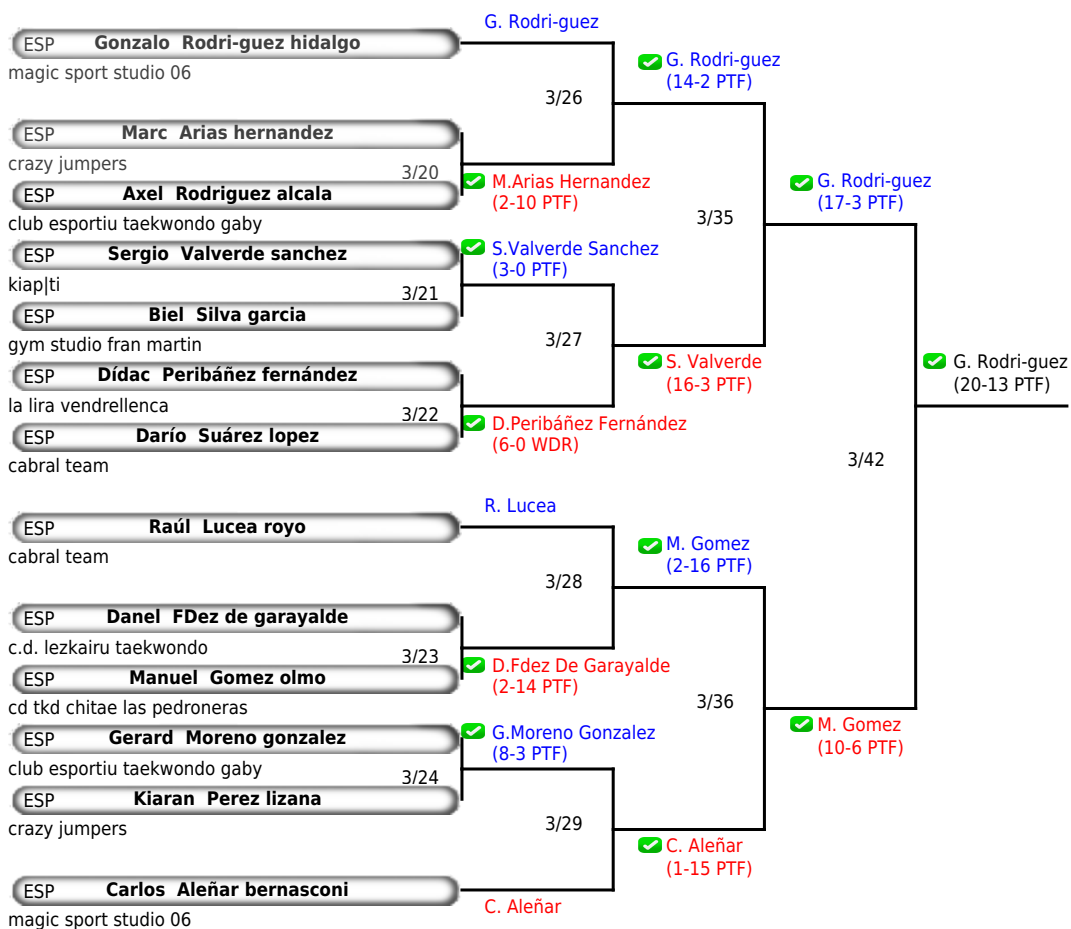 G. Rodri-guez
ESP Gonzalo Rodri-guez hidalgo
magic sport studio 06
G. Rodri-guez
(14-2 PTF)
3/26
ESP Marc Arias hernandez
crazy jumpers
3/20
M.Arias Hernandez
(2-10 PTF)
G. Rodri-guez
(17-3 PTF)
ESP Axel Rodriguez alcala
club esportiu taekwondo gaby
3/35
ESP Sergio Valverde sanchez
S.Valverde Sanchez
(3-0 PTF)
kiap|ti
3/21
ESP Biel Silva garcia
gym studio fran martin
3/27
S. Valverde
(16-3 PTF)
G. Rodri-guez
(20-13 PTF)
ESP Dídac Peribáñez fernández
la lira vendrellenca
3/22
D.Peribáñez Fernández
(6-0 WDR)
ESP Darío Suárez lopez
cabral team
3/42
R. Lucea
ESP Raúl Lucea royo
cabral team
M. Gomez
(2-16 PTF)
3/28
ESP Danel FDez de garayalde
c.d. lezkairu taekwondo
3/23
D.Fdez De Garayalde
(2-14 PTF)
ESP Manuel Gomez olmo
cd tkd chitae las pedroneras
3/36
M. Gomez
(10-6 PTF)
ESP Gerard Moreno gonzalez
G.Moreno Gonzalez
(8-3 PTF)
club esportiu taekwondo gaby
3/24
ESP Kiaran Perez lizana
crazy jumpers
3/29
C. Aleñar
(1-15 PTF)
ESP Carlos Aleñar bernasconi
C. Aleñar
magic sport studio 06